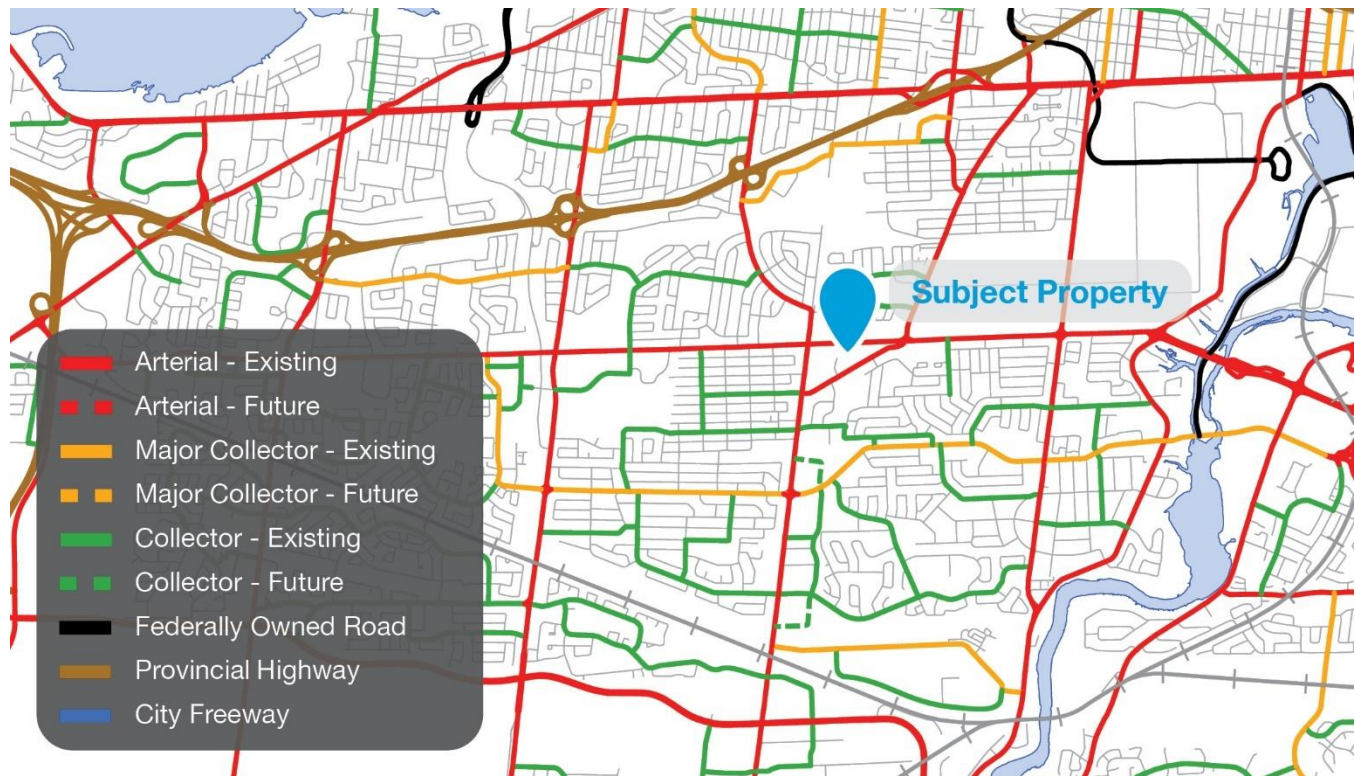 Subject Property
Arterial - Existing
Arterial - Future
Major Collector - Existing
Major Collector - Future
Collector - Existing
Collector - Future
Federally Owned Road
Provincial Highway
City Freeway